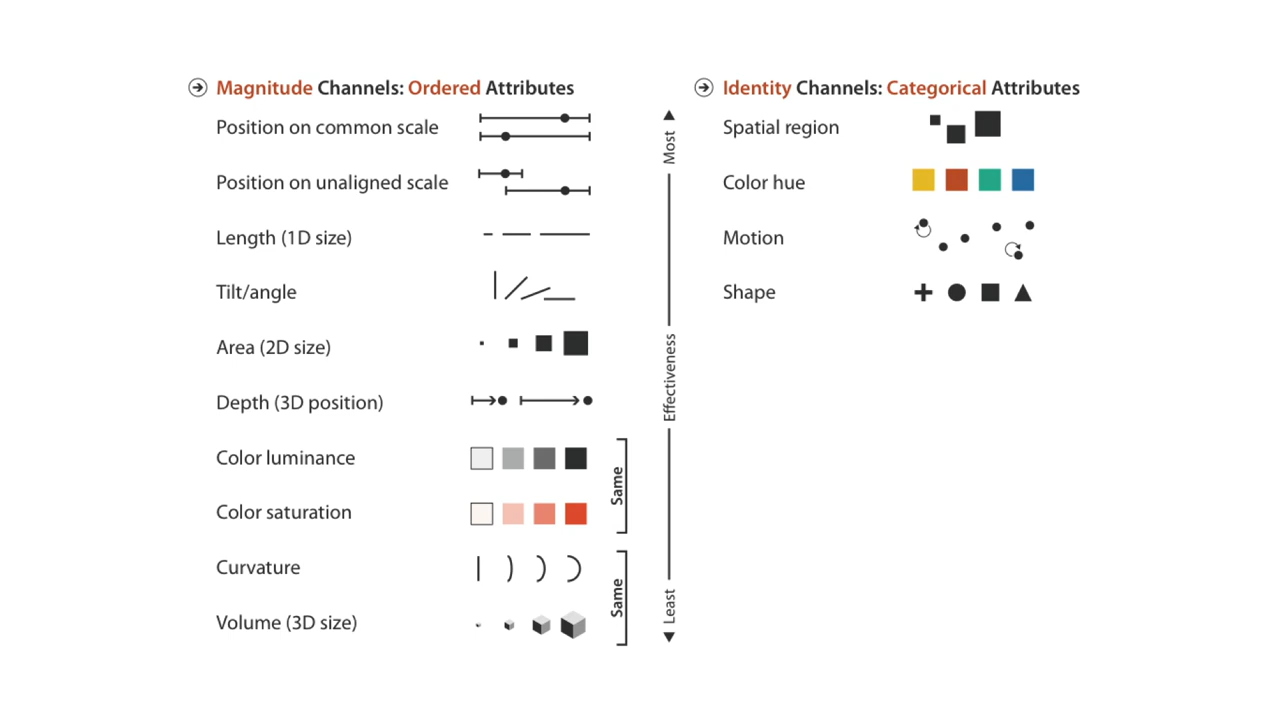 Magnitude Channels: Ordered Attributes
Position on common scale
Position on unaligned scale
Length (1D size)
Tilt/angle
Area (2D size)
Depth (3D position)
Color luminance
Color saturation
Curvature
Volume (3D size)
Same
Same
Most
Effectiveness
Least
Identity Channels: Categorical Attributes
Spatial region
Color hue
Motion
Shape